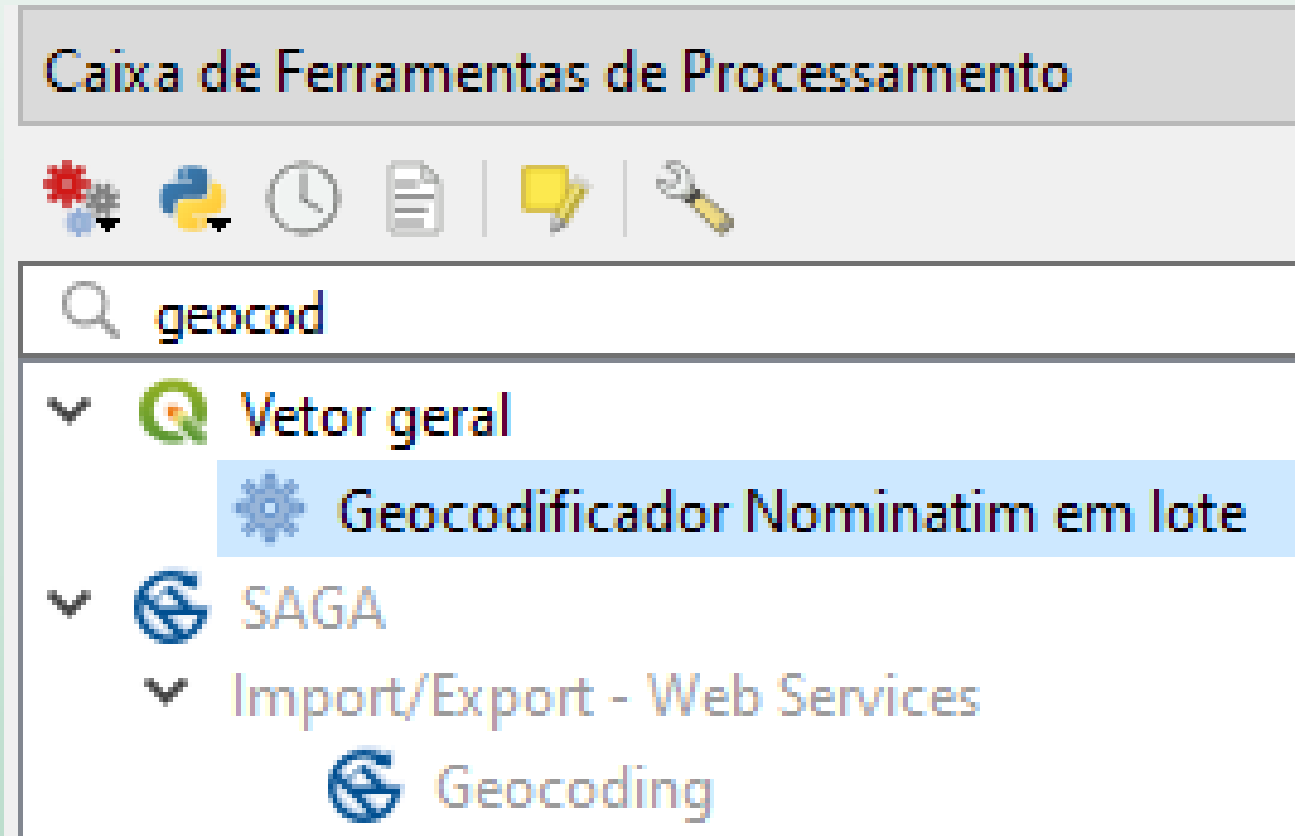 Caixa de Ferramentas de Processamento
geocod
Vetor geral
Geocodificador Nominatim em lote
SAGA
Import/Export - Web Services
Geocoding